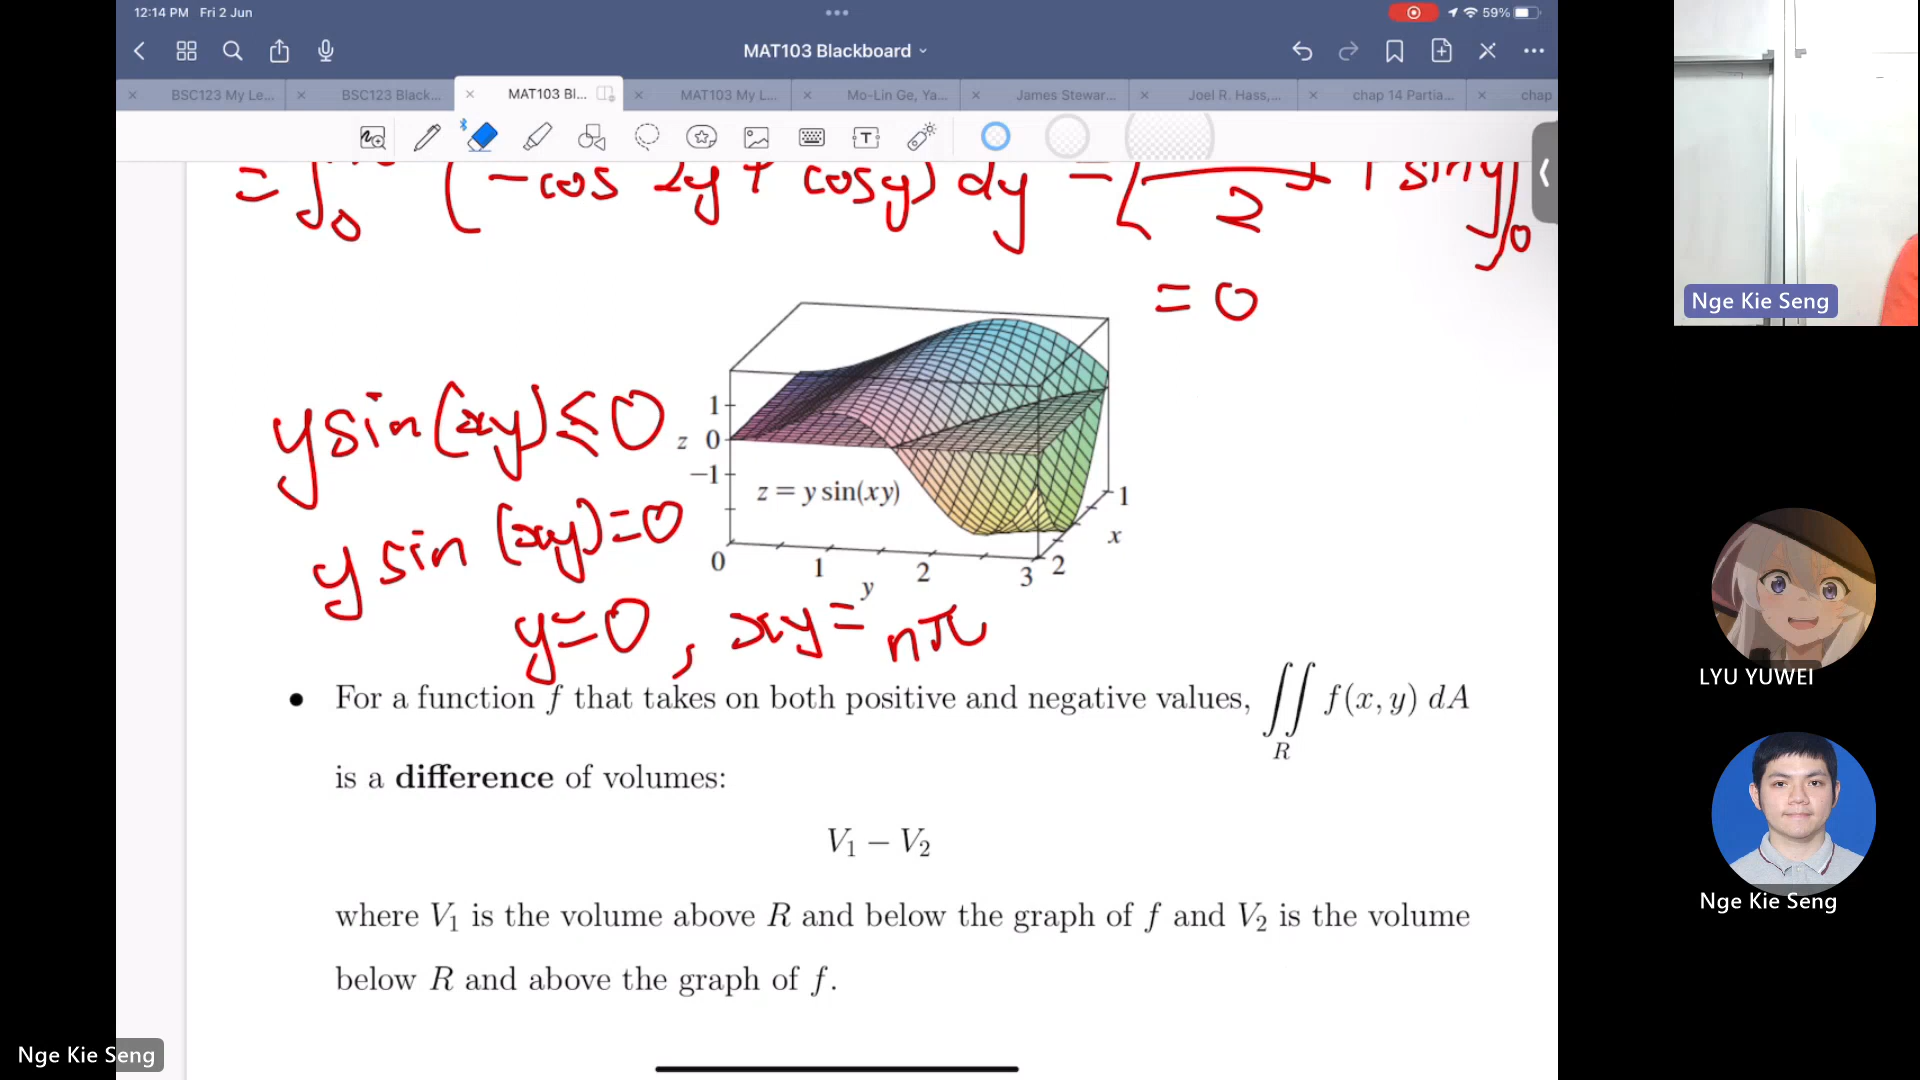 12:14 PM Fri 2 Jun
59%
MAT103 Blackboard
BSC123 My Le...
BSC123 Black...
MAT103 Bl...
MAT103 My L...
Mo-Lin Ge, Ya...
James Stewar...
Joel R. Hass,...
chap 14 Partia...
chap
= ∫0 (-cos 2y + cosy) dy = [ 2 + siny]0
= 0
ysin(xy) ≤ 0
y sin (xy) = 0
y = 0 , xy = nπ
1
z 0
−1
z = y sin(xy)
0
1
y
2
3
2
x
1
• For a function f that takes on both positive and negative values, ∬ f(x, y) dA
R
is a difference of volumes:
V1 − V2
where V1 is the volume above R and below the graph of f and V2 is the volume
below R and above the graph of f.
Nge Kie Seng
LYU YUWEI
Nge Kie Seng
Nge Kie Seng